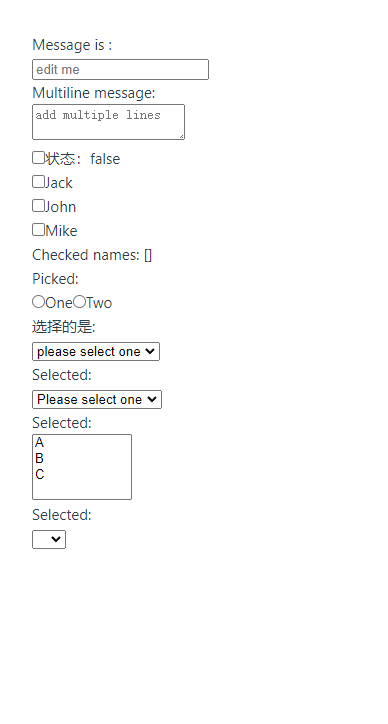 Message is :
edit me
Multiline message:
add multiple lines
状态：false
Jack
John
Mike
Checked names: []
Picked:
One Two
选择的是:
please select one
Selected:
Please select one
Selected:
A
B
C
Selected: